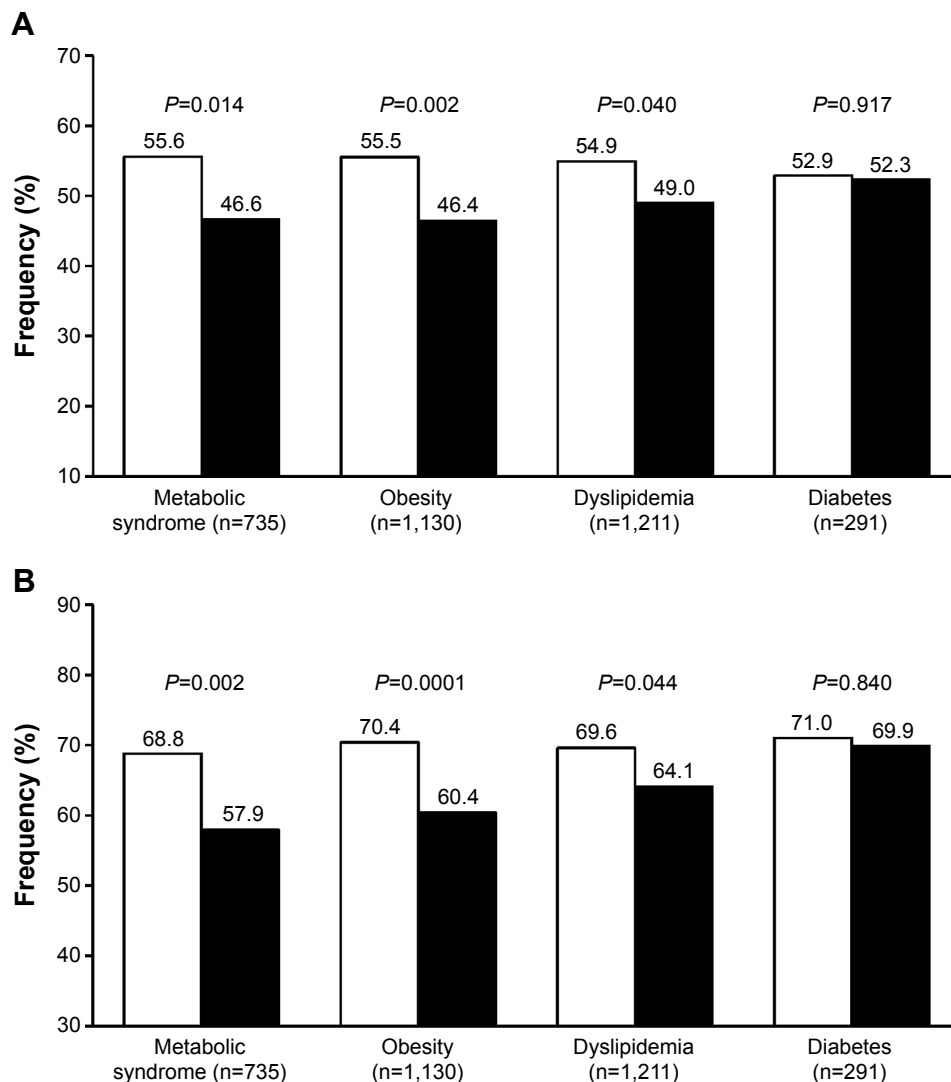 A
Frequency (%)
70
60
50
40
30
20
10
P=0.014
P=0.002
P=0.040
P=0.917
55.6
46.6
55.5
46.4
54.9
49.0
52.9
52.3
Metabolic
syndrome (n=735)
Obesity
(n=1,130)
Dyslipidemia
(n=1,211)
Diabetes
(n=291)
B
Frequency (%)
90
80
70
60
50
40
30
P=0.002
P=0.0001
P=0.044
P=0.840
68.8
57.9
70.4
60.4
69.6
64.1
71.0
69.9
Metabolic
syndrome (n=735)
Obesity
(n=1,130)
Dyslipidemia
(n=1,211)
Diabetes
(n=291)